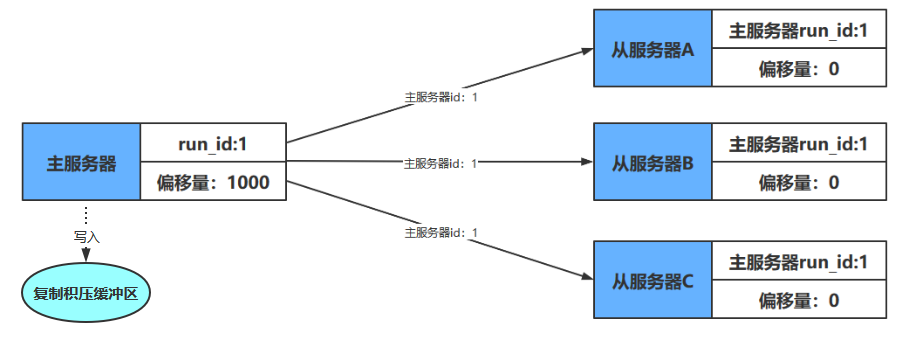 主服务器
run_id:1
偏移量：1000
写入
复制积压缓冲区
主服务器id：1
主服务器id：1
主服务器id：1
从服务器A
主服务器run_id:1
偏移量：0
从服务器B
主服务器run_id:1
偏移量：0
从服务器C
主服务器run_id:1
偏移量：0